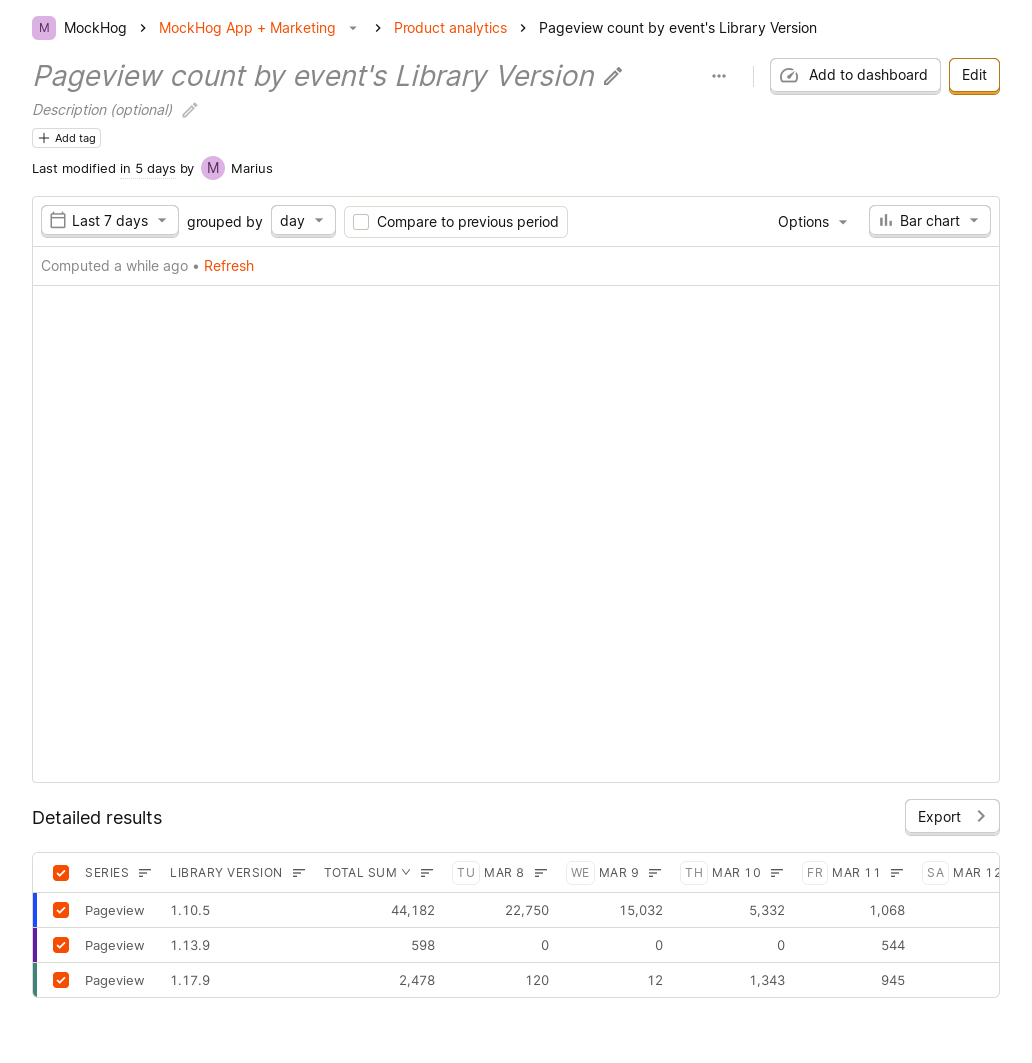 M MockHog MockHog App + Marketing Product analytics Pageview count by event's Library Version
Pageview count by event's Library Version Add to dashboard Edit
Description (optional)
Add tag
Last modified in 5 days by M Marius
Last 7 days grouped by day Compare to previous period Options Bar chart
Computed a while ago • Refresh
Detailed results Export
SERIES LIBRARY VERSION TOTAL SUM TU MAR 8 WE MAR 9 TH MAR 10 FR MAR 11 SA MAR 12
Pageview 1.10.5 44,182 22,750 15,032 5,332 1,068
Pageview 1.13.9 598 0 0 0 544
Pageview 1.17.9 2,478 120 12 1,343 945